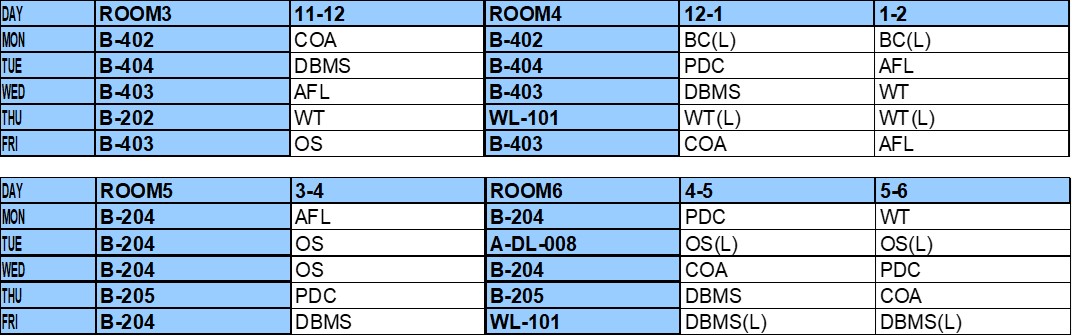 DAY ROOM3 11-12 ROOM4 12-1 1-2
MON B-402 COA B-402 BC(L) BC(L)
TUE B-404 DBMS B-404 PDC AFL
WED B-403 AFL B-403 DBMS WT
THU B-202 WT WL-101 WT(L) WT(L)
FRI B-403 OS B-403 COA AFL
DAY ROOM5 3-4 ROOM6 4-5 5-6
MON B-204 AFL B-204 PDC WT
TUE B-204 OS A-DL-008 OS(L) OS(L)
WED B-204 OS B-204 COA PDC
THU B-205 PDC B-205 DBMS COA
FRI B-204 DBMS WL-101 DBMS(L) DBMS(L)